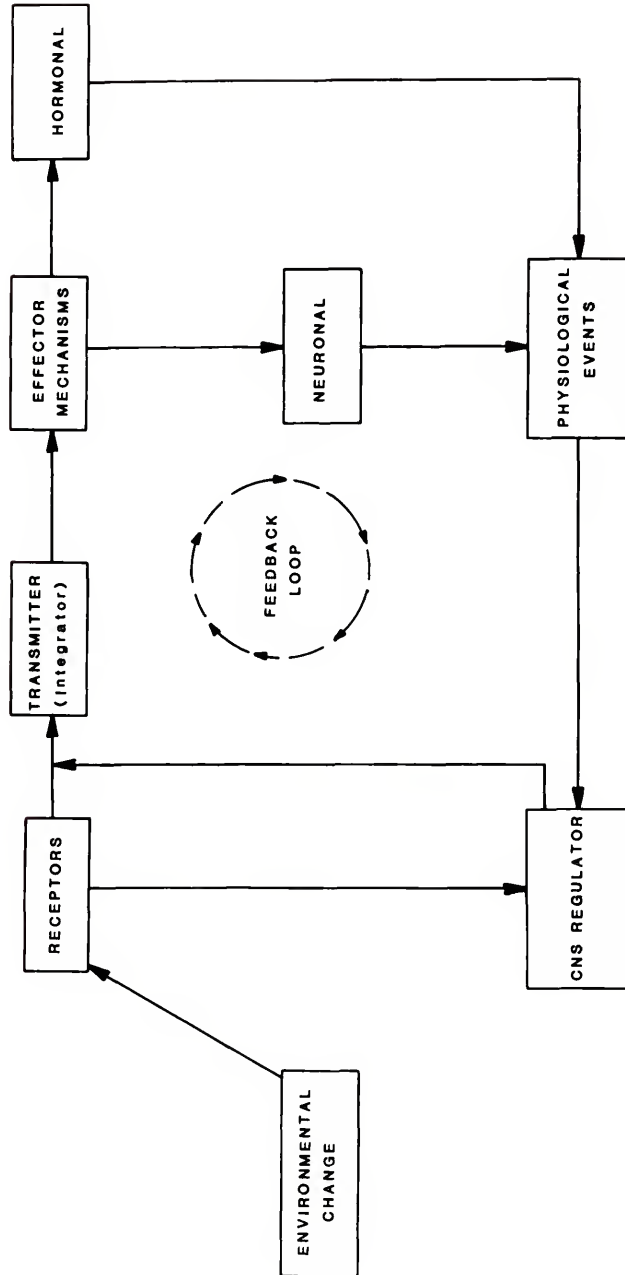 ENVIRONMENTAL
CHANGE
RECEPTORS
CNS REGULATOR
TRANSMITTER
(Integrator)
FEEDBACK
LOOP
EFFECTOR
MECHANISMS
NEURONAL
PHYSIOLOGICAL
EVENTS
HORMONAL